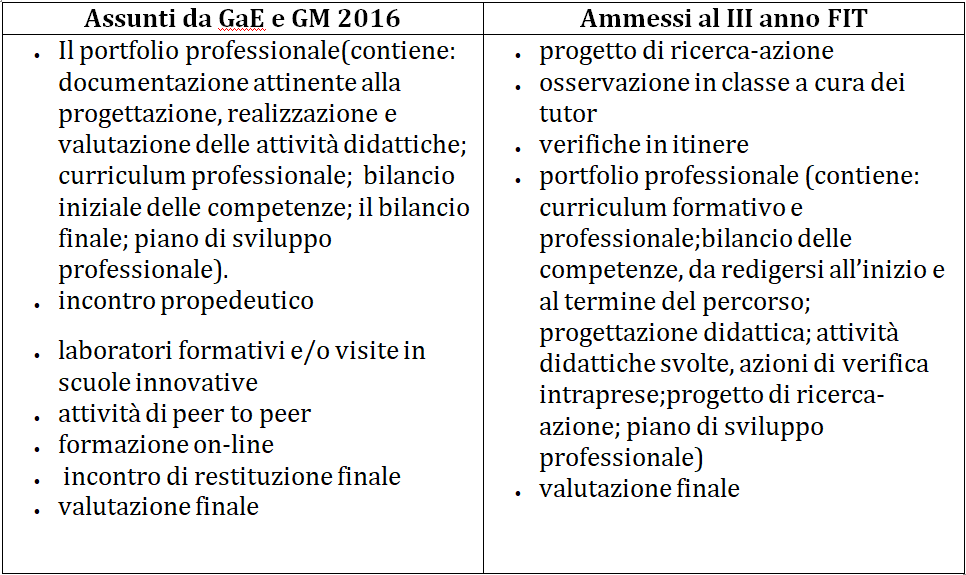 Assunti da GaE e GM 2016
• Il portfolio professionale(contiene:
documentazione attinente alla
progettazione, realizzazione e
valutazione delle attività didattiche;
curriculum professionale; bilancio
iniziale delle competenze; il bilancio
finale; piano di sviluppo
professionale).
• incontro propedeutico
• laboratori formativi e/o visite in
scuole innovative
• attività di peer to peer
• formazione on-line
• incontro di restituzione finale
• valutazione finale
Ammessi al III anno FIT
• progetto di ricerca-azione
• osservazione in classe a cura dei
tutor
• verifiche in itinere
• portfolio professionale (contiene:
curriculum formativo e
professionale;bilancio delle
competenze, da redigersi all’inizio e
al termine del percorso;
progettazione didattica; attività
didattiche svolte, azioni di verifica
intraprese;progetto di ricerca-
azione; piano di sviluppo
professionale)
• valutazione finale